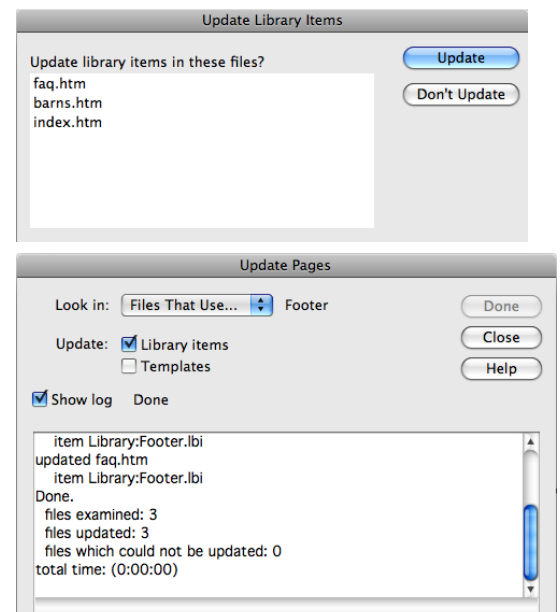 Update Library Items
Update library items in these files?
Update
faq.htm
barns.htm
index.htm
Don't Update
Update Pages
Look in: Files That Use... Footer
Done
Update: Library items
Close
Templates
Help
Show log Done
item Library:Footer.lbi
updated faq.htm
item Library:Footer.lbi
Done.
files examined: 3
files updated: 3
files which could not be updated: 0
total time: (0:00:00)